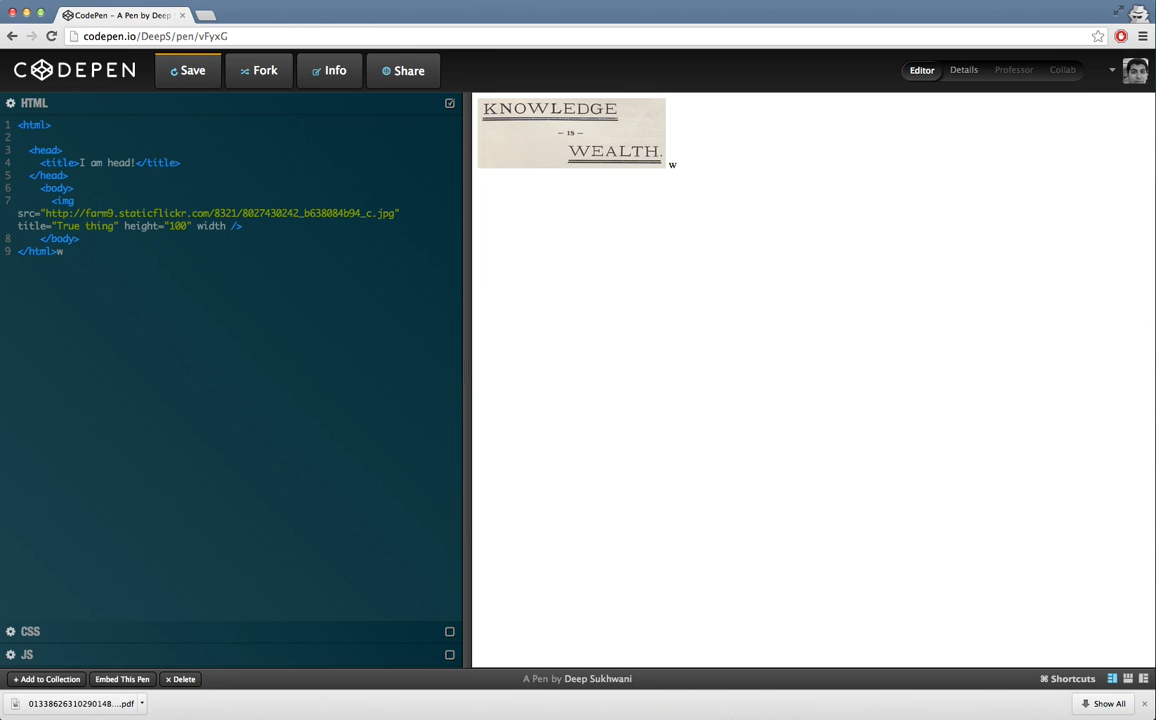 CodePen - A Pen by Deep
codepen.io/DeepS/pen/vFyxG
CODEPEN Save Fork Info Share Editor Details Professor Collab
HTML
1 <html>
2
3 <head>
4 <title>I am head!</title>
5 </head>
6 <body>
7 <img
src="http://farm9.staticflickr.com/8321/8027430242_b638084b94_c.jpg"
title="True thing" height="100" width />
8 </body>
9 </html>w
KNOWLEDGE
– IS –
WEALTH.
w
CSS
JS
+ Add to Collection Embed This Pen × Delete A Pen by Deep Sukhwani ⌘ Shortcuts
0133862631029014B....pdf Show All